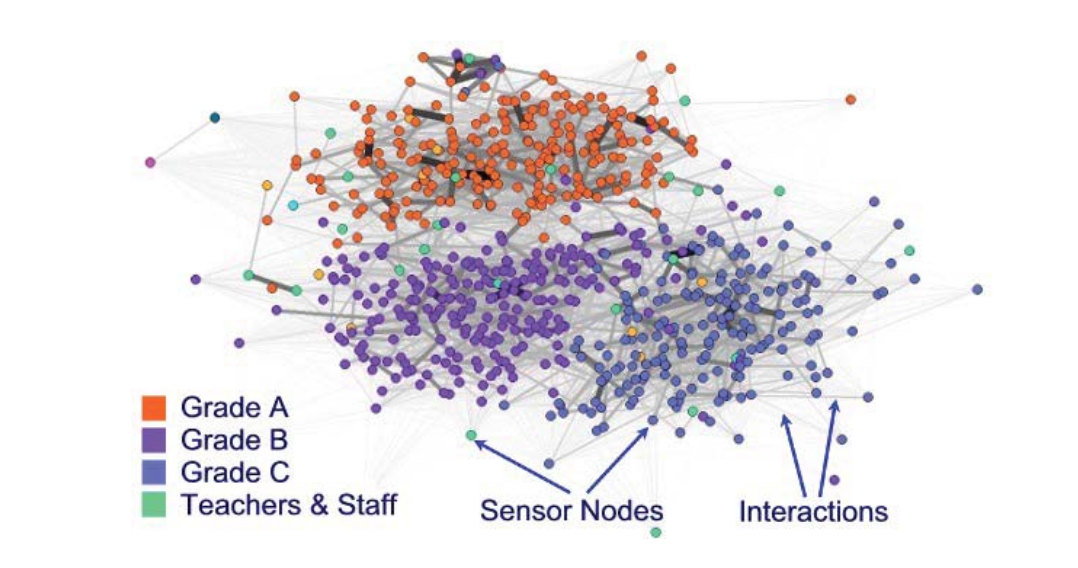 Grade A
Grade B
Grade C
Teachers & Staff
Sensor Nodes
Interactions